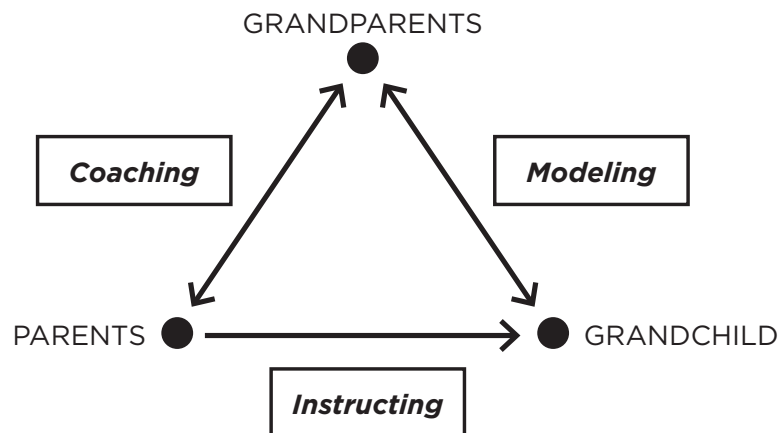 GRANDPARENTS
Coaching
Modeling
PARENTS
GRANDCHILD
Instructing